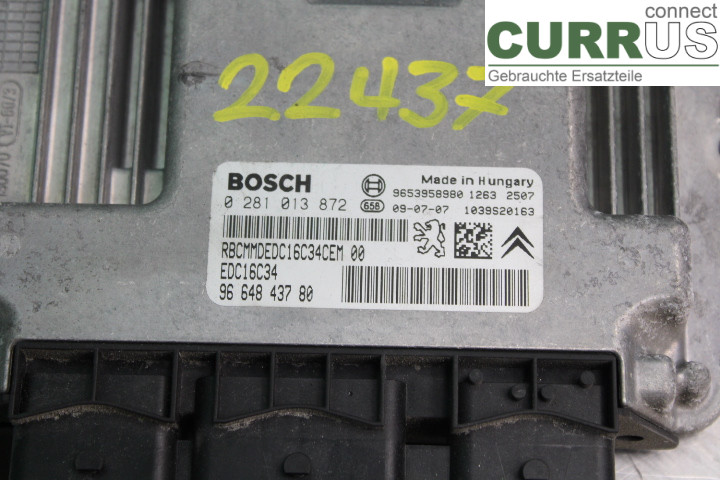 connect
CURRUS
Gebrauchte Ersatzteile
22437
BOSCH
Made in Hungary
9653958980 1263 2507
0 281 013 872
656
09-07-07
1039S20163
RBCMMDEDC16C34CEM 00
EDC16C34
96 648 437 80